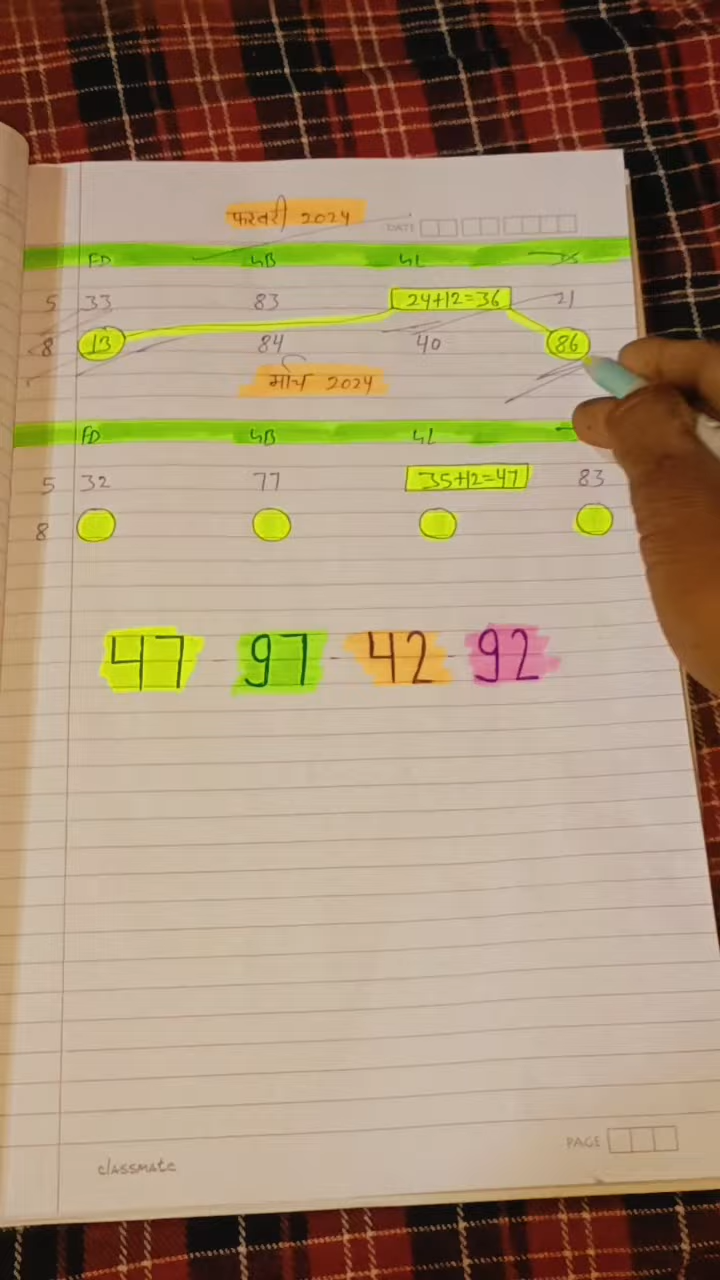 फरवरी 2024
DATE
FD GB GL DS
5 33 83 24+12=36 21
8 13 84 40 86
मार्च 2024
FD GB GL
5 32 77 35+12=47 83
8
47 - 97 - 42 - 92
PAGE
classmate